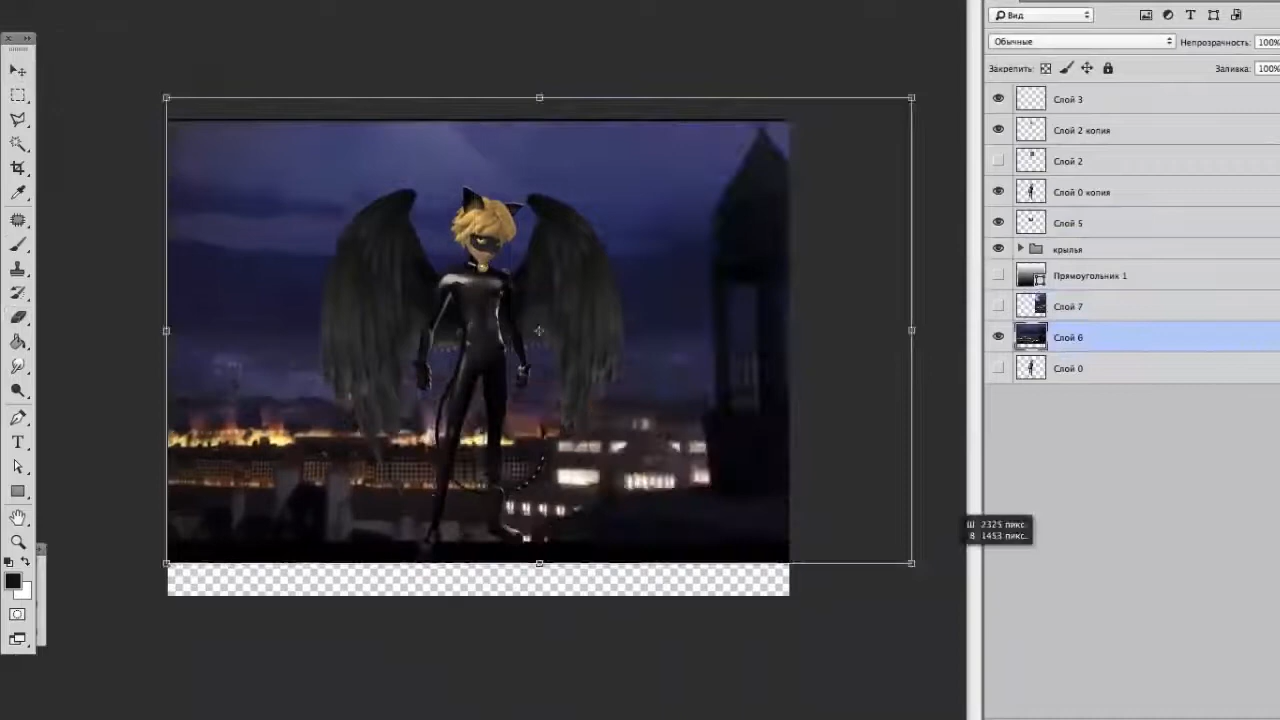 Вид
Обычные
Непрозрачность: 100%
Закрепить:
Заливка: 100%
Слой 3
Слой 2 копия
Слой 2
Слой 0 копия
Слой 5
крылья
Прямоугольник 1
Слой 7
Слой 6
Слой 0
Ш 2325 пикс.
В 1453 пикс.